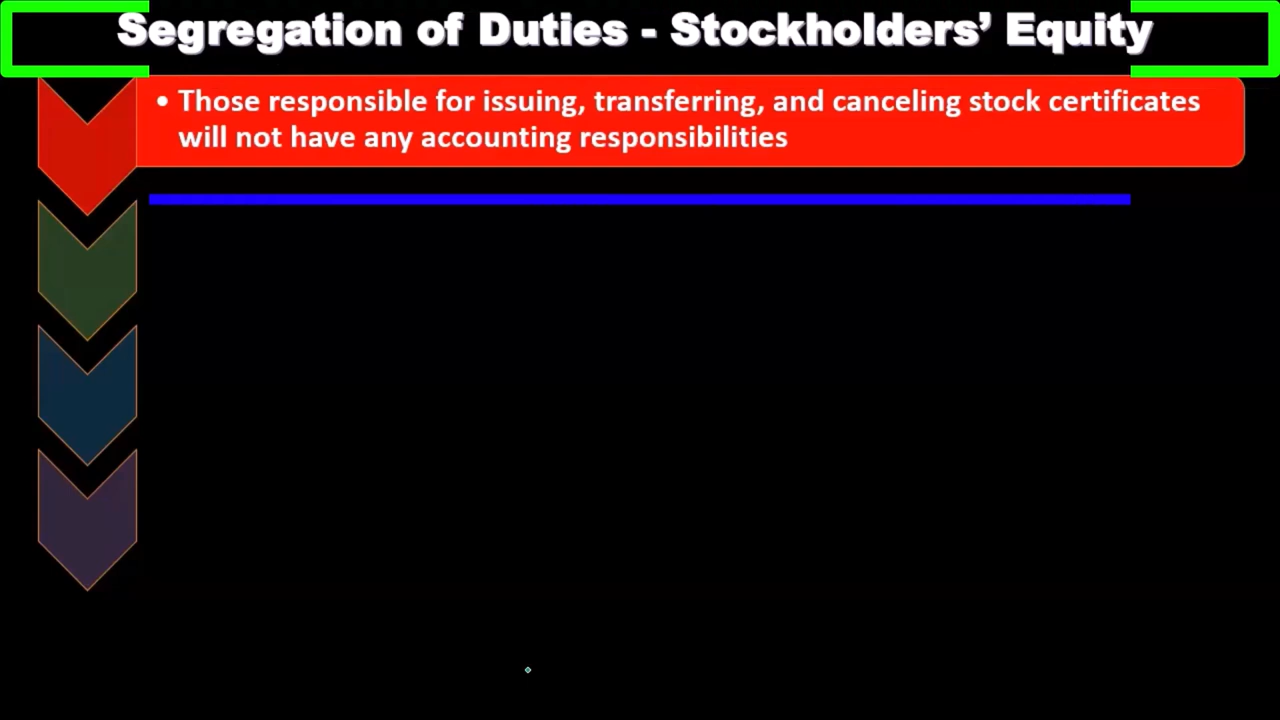 Segregation of Duties - Stockholders’ Equity
• Those responsible for issuing, transferring, and canceling stock certificates
will not have any accounting responsibilities